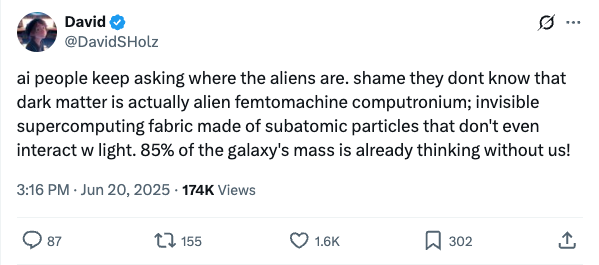 David
@DavidSHolz
ai people keep asking where the aliens are. shame they dont know that
dark matter is actually alien femtomachine computronium; invisible
supercomputing fabric made of subatomic particles that don't even
interact w light. 85% of the galaxy's mass is already thinking without us!
3:16 PM · Jun 20, 2025 · 174K Views
87 155 1.6K 302